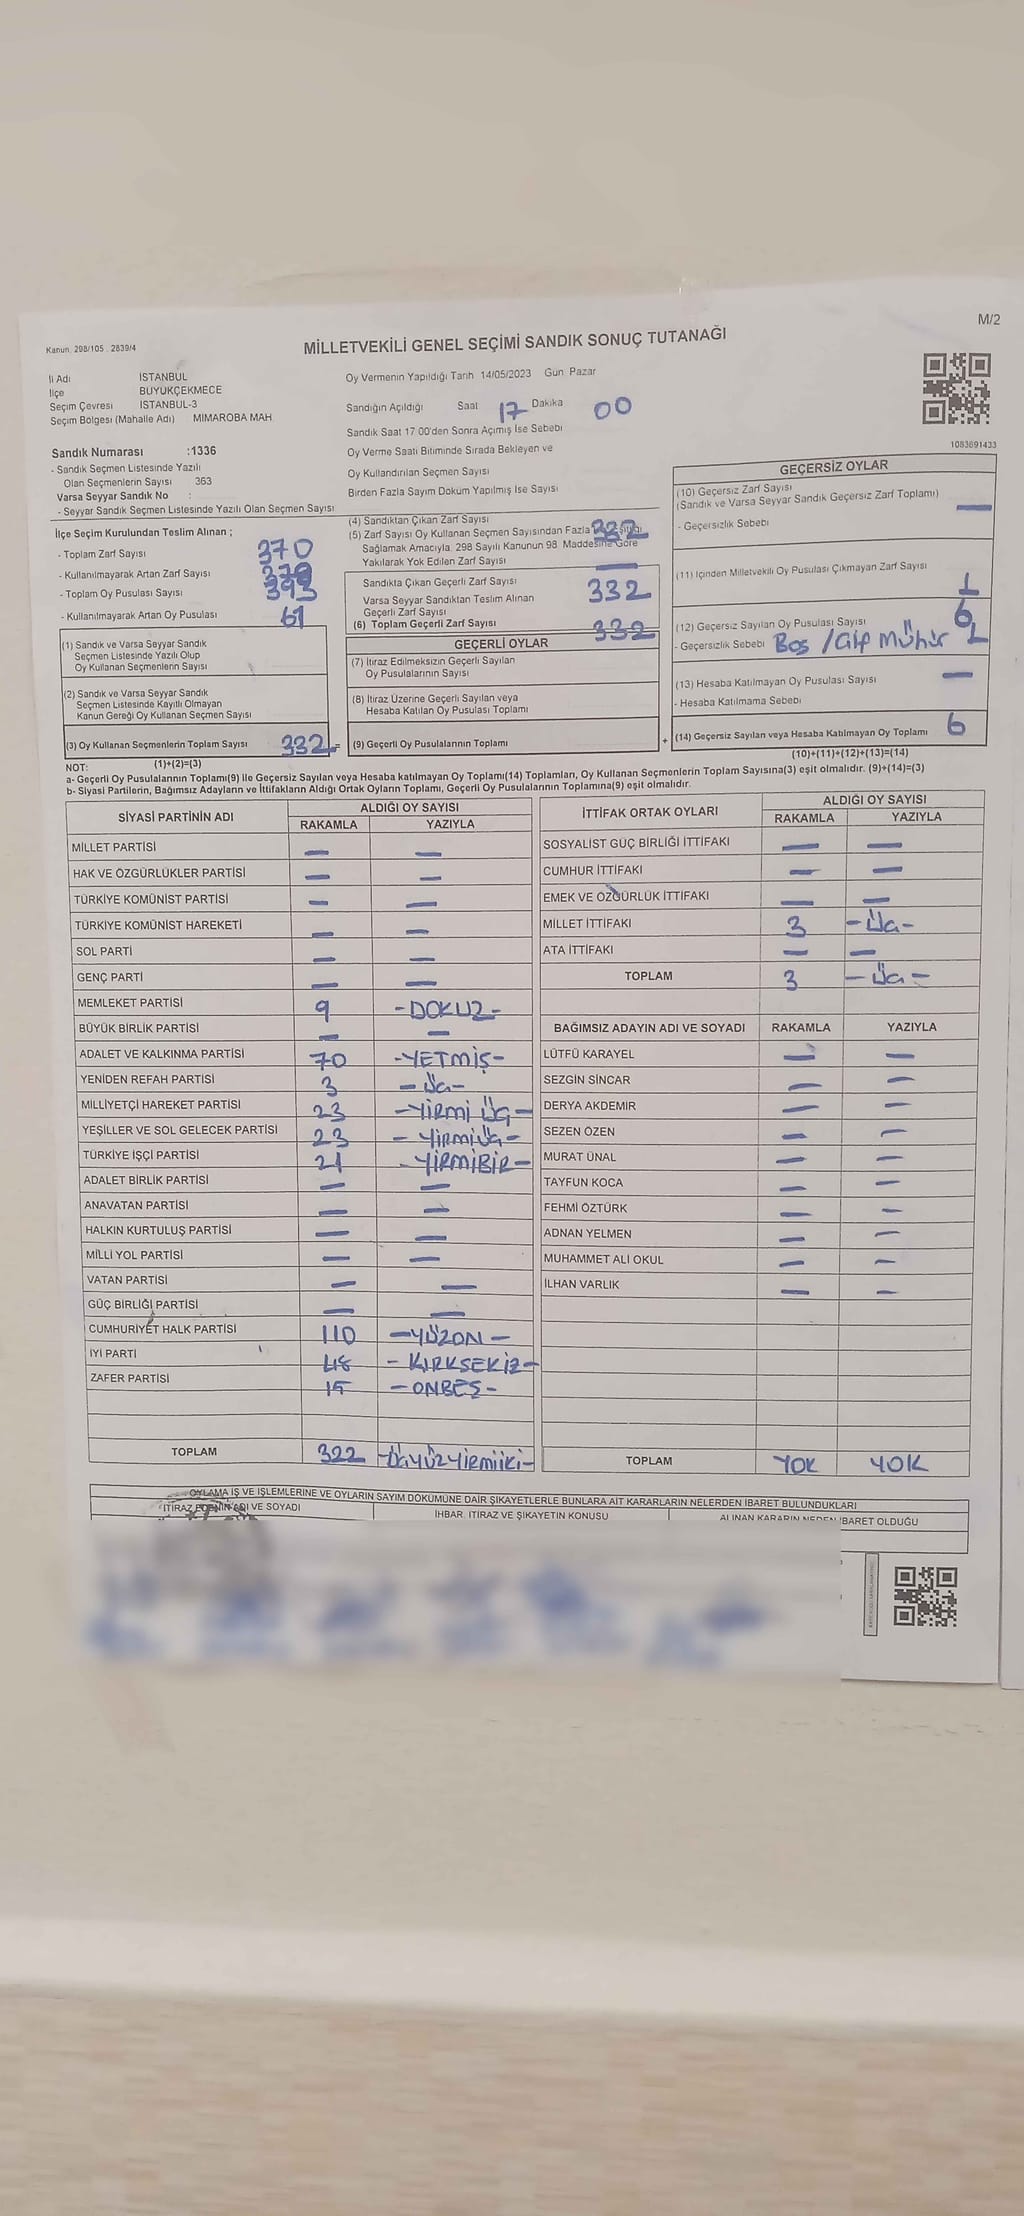 M/2
Kanun, 298/105 , 2839/4
MİLLETVEKİLİ GENEL SEÇİMİ SANDIK SONUÇ TUTANAĞI
İl Adı İSTANBUL
İlçe BÜYÜKÇEKMECE
Seçim Çevresi İSTANBUL-3
Seçim Bölgesi (Mahalle Adı) MİMAROBA MAH.
Oy Vermenin Yapıldığı Tarih 14/05/2023 Gün Pazar
Sandığın Açıldığı Saat 17 Dakika 00
Sandık Saat 17:00'den Sonra Açımış İse Sebebi
Oy Verme Saati Bitiminde Sırada Bekleyen ve
Oy Kullandırılan Seçmen Sayısı
Birden Fazla Sayım Döküm Yapılmış İse Sayısı
1083691433
Sandık Numarası :1336
- Sandık Seçmen Listesinde Yazılı
Olan Seçmenlerin Sayısı 363
Varsa Seyyar Sandık No :
- Seyyar Sandık Seçmen Listesinde Yazılı Olan Seçmen Sayısı
İlçe Seçim Kurulundan Teslim Alınan ;
- Toplam Zarf Sayısı 370
- Kullanılmayarak Artan Zarf Sayısı
- Toplam Oy Pusulası Sayısı 393
- Kullanılmayarak Artan Oy Pusulası 61
(1) Sandık ve Varsa Seyyar Sandık
Seçmen Listesinde Yazılı Olup
Oy Kullanan Seçmenlerin Sayısı
(2) Sandık ve Varsa Seyyar Sandık
Seçmen Listesinde Kayıtlı Olmayan
Kanun Gereği Oy Kullanan Seçmen Sayısı
(3) Oy Kullanan Seçmenlerin Toplam Sayısı 332 =
(1)+(2)=(3)
(4) Sandıktan Çıkan Zarf Sayısı 332
(5) Zarf Sayısı Oy Kullanan Seçmen Sayısından Fazla
Sağlamak Amacıyla, 298 Sayılı Kanunun 98. Maddesine Göre
Yakılarak Yok Edilen Zarf Sayısı —
Sandıkta Çıkan Geçerli Zarf Sayısı 332
Varsa Seyyar Sandıktan Teslim Alınan
Geçerli Zarf Sayısı
(6) Toplam Geçerli Zarf Sayısı 332
GEÇERLİ OYLAR
(7) İtiraz Edilmeksizin Geçerli Sayılan
Oy Pusulalarının Sayısı
(8) İtiraz Üzerine Geçerli Sayılan veya
Hesaba Katılan Oy Pusulası Toplamı
(9) Geçerli Oy Pusulalarının Toplamı +
GEÇERSİZ OYLAR
(10) Geçersiz Zarf Sayısı
(Sandık ve Varsa Seyyar Sandık Geçersiz Zarf Toplamı) —
- Geçersizlik Sebebi
(11) İçinden Milletvekili Oy Pusulası Çıkmayan Zarf Sayısı 1
(12) Geçersiz Sayılan Oy Pusulası Sayısı 6
- Geçersizlik Sebebi Boş /Çift Mühür
(13) Hesaba Katılmayan Oy Pusulası Sayısı —
- Hesaba Katılmama Sebebi
(14) Geçersiz Sayılan veya Hesaba Katılmayan Oy Toplamı 6
(10)+(11)+(12)+(13)=(14)
NOT:
a- Geçerli Oy Pusulalarının Toplamı(9) ile Geçersiz Sayılan veya Hesaba katılmayan Oy Toplamı(14) Toplamları, Oy Kullanan Seçmenlerin Toplam Sayısına(3) eşit olmalıdır. (9)+(14)=(3)
b- Siyasi Partilerin, Bağımsız Adayların ve İttifakların Aldığı Ortak Oyların Toplamı, Geçerli Oy Pusulalarının Toplamına(9) eşit olmalıdır.
SİYASİ PARTİNİN ADI ALDIĞI OY SAYISI
RAKAMLA YAZIYLA
MİLLET PARTİSİ — —
HAK VE ÖZGÜRLÜKLER PARTİSİ — —
TÜRKİYE KOMÜNİST PARTİSİ — —
TÜRKİYE KOMÜNİST HAREKETİ — —
SOL PARTİ — —
GENÇ PARTİ — —
MEMLEKET PARTİSİ 9 -DOKUZ-
BÜYÜK BİRLİK PARTİSİ — —
ADALET VE KALKINMA PARTİSİ 70 -YETMİŞ-
YENİDEN REFAH PARTİSİ 3 -ÜÇ-
MİLLİYETÇİ HAREKET PARTİSİ 23 -YİRMİ ÜÇ-
YEŞİLLER VE SOL GELECEK PARTİSİ 23 -YİRMİÜÇ-
TÜRKİYE İŞÇİ PARTİSİ 21 -YİRMİBİR-
ADALET BİRLİK PARTİSİ — —
ANAVATAN PARTİSİ — —
HALKIN KURTULUŞ PARTİSİ — —
MİLLİ YOL PARTİSİ — —
VATAN PARTİSİ — —
GÜÇ BİRLİĞİ PARTİSİ — —
CUMHURİYET HALK PARTİSİ 110 -YÜZON-
İYİ PARTİ 48 -KIRKSEKİZ-
ZAFER PARTİSİ 15 -ONBEŞ-
TOPLAM 322 -ÜÇYÜZYİRMİİKİ-
İTTİFAK ORTAK OYLARI ALDIĞI OY SAYISI
RAKAMLA YAZIYLA
SOSYALİST GÜÇ BİRLİĞİ İTTİFAKI — —
CUMHUR İTTİFAKI — —
EMEK VE ÖZGÜRLÜK İTTİFAKI — —
MİLLET İTTİFAKI 3 -ÜÇ-
ATA İTTİFAKI — —
TOPLAM 3 -ÜÇ-
BAĞIMSIZ ADAYIN ADI VE SOYADI RAKAMLA YAZIYLA
LÜTFÜ KARAYEL — —
SEZGİN SİNCAR — —
DERYA AKDEMİR — —
SEZEN ÖZEN — —
MURAT ÜNAL — —
TAYFUN KOCA — —
FEHMİ ÖZTÜRK — —
ADNAN YELMEN — —
MUHAMMET ALİ OKUL — —
İLHAN VARLIK — —
TOPLAM YOK YOK
OYLAMA İŞ VE İŞLEMLERİNE VE OYLARIN SAYIM DÖKÜMÜNE DAİR ŞİKAYETLERLE BUNLARA AİT KARARLARIN NELERDEN İBARET BULUNDUKLARI
İTİRAZ EDENİN ADI VE SOYADI İHBAR, İTİRAZ VE ŞİKAYETİN KONUSU ALINAN KARARIN NEDEN İBARET OLDUĞU